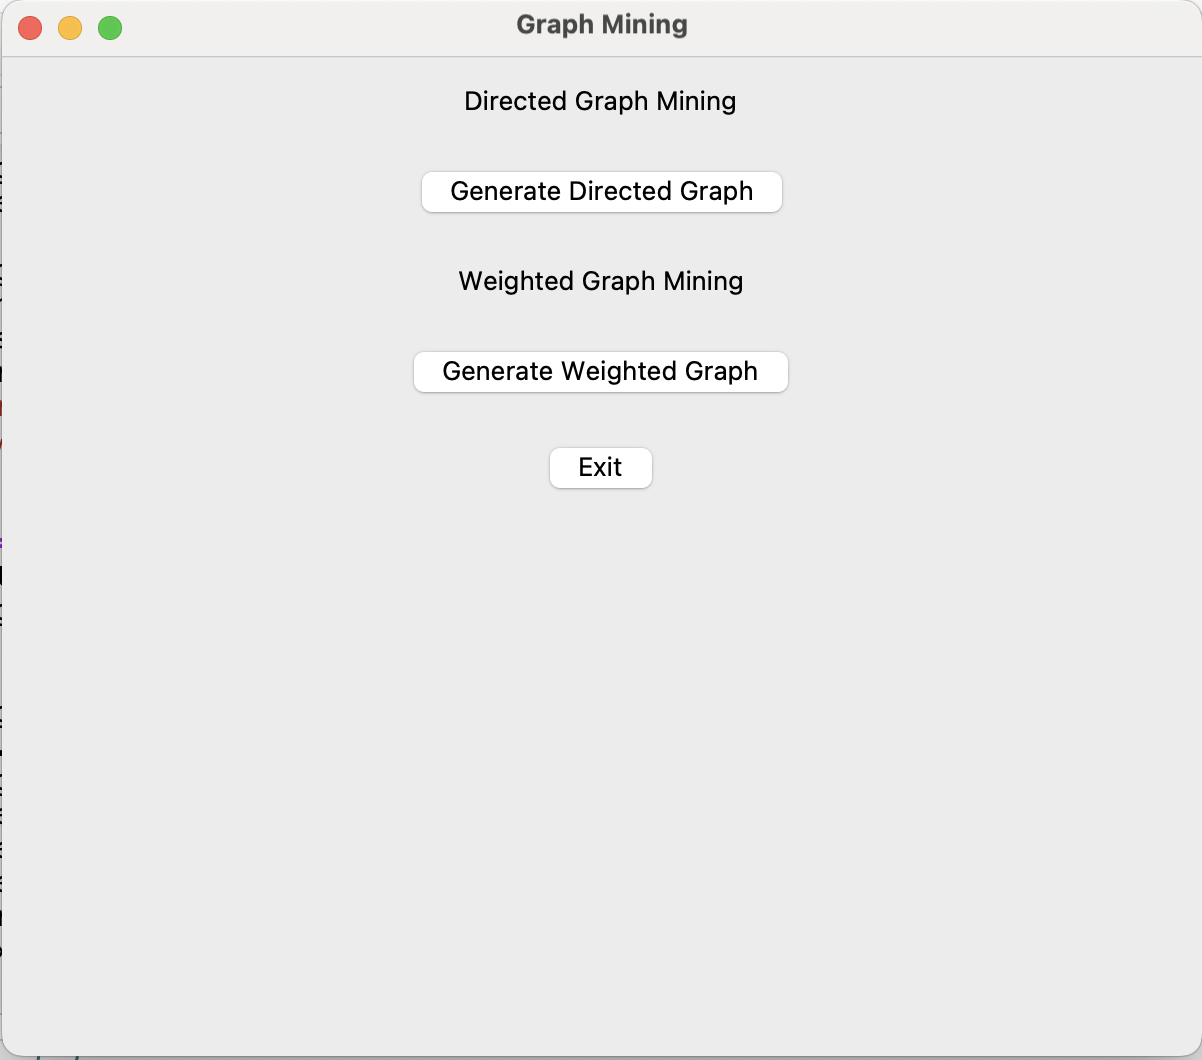 Graph Mining
Directed Graph Mining
Generate Directed Graph
Weighted Graph Mining
Generate Weighted Graph
Exit